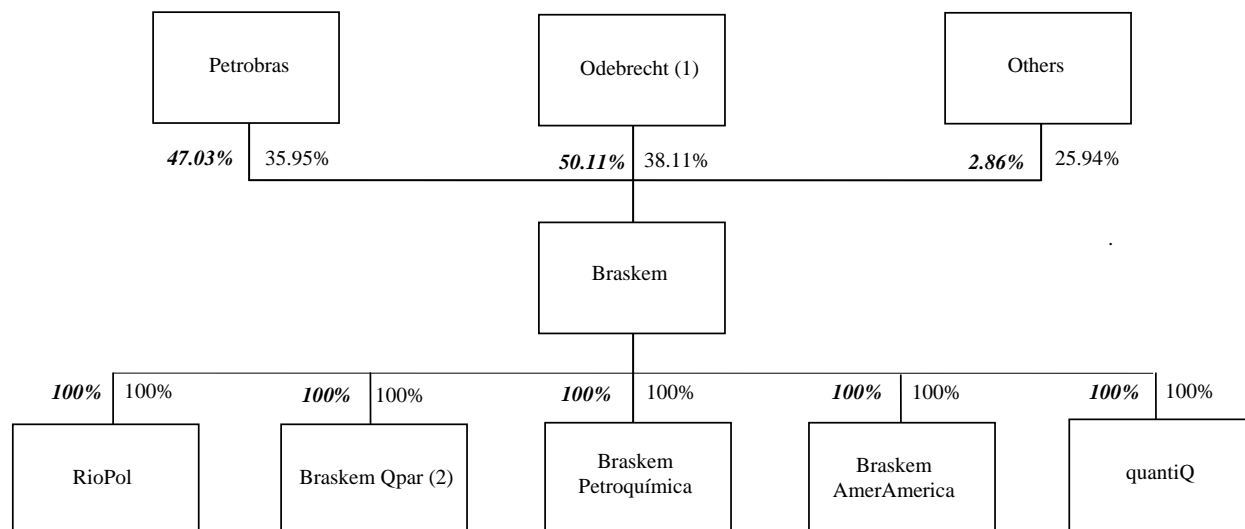 Petrobras
Odebrecht (1)
Others
47.03% 35.95%
50.11% 38.11%
2.86% 25.94%
Braskem
.
100% 100%
100% 100%
100% 100%
100% 100%
100% 100%
RioPol
Braskem Qpar (2)
Braskem
Petroquímica
Braskem
AmerAmerica
quantiQ